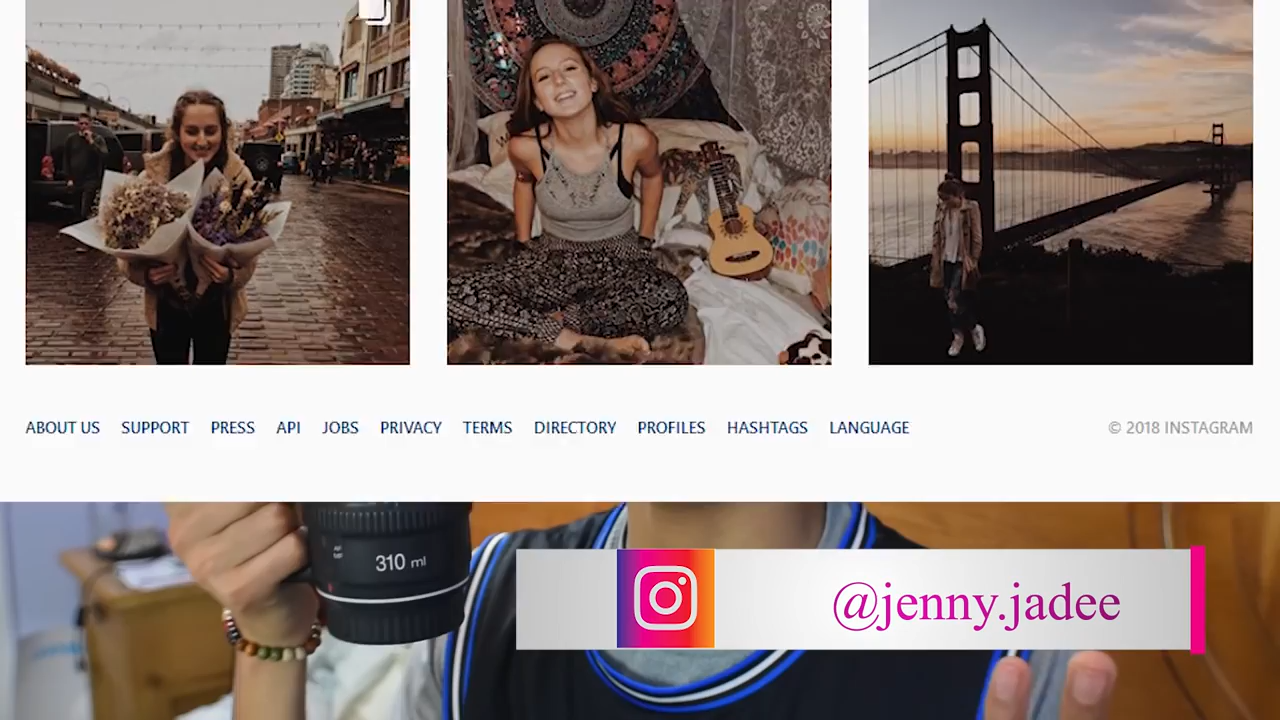 ABOUT US SUPPORT PRESS API JOBS PRIVACY TERMS DIRECTORY PROFILES HASHTAGS LANGUAGE © 2018 INSTAGRAM
310 ml
@jenny.jadee